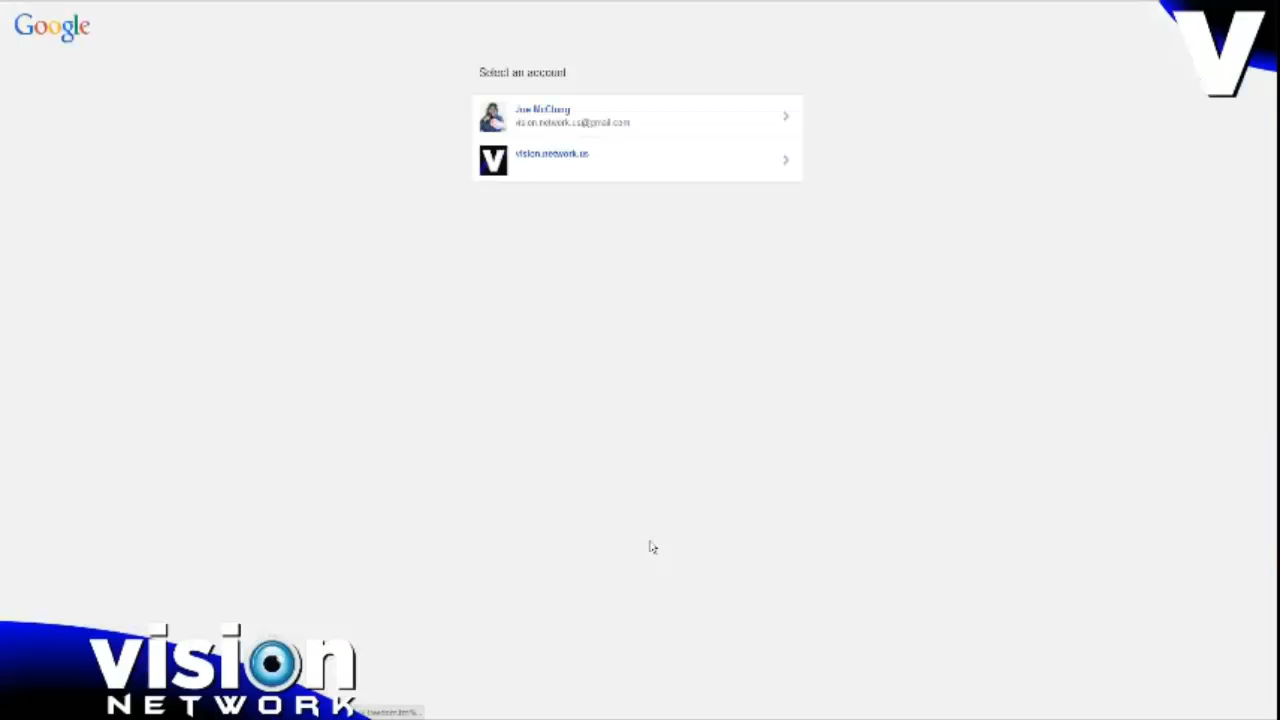 Google
V
Select an account
Joe McClung
vision.network.us@gmail.com
V
vision.network.us
vision
NETWORK